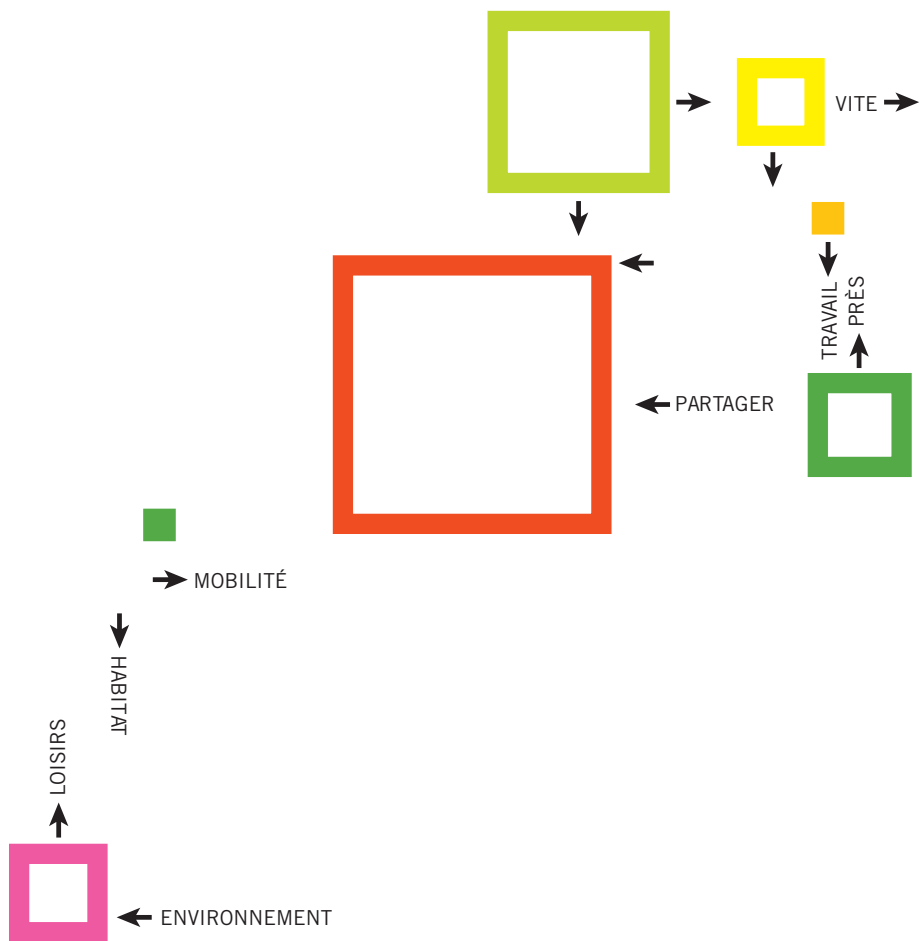 VITE
TRAVAIL
PRÈS
PARTAGER
MOBILITÉ
HABITAT
LOISIRS
ENVIRONNEMENT